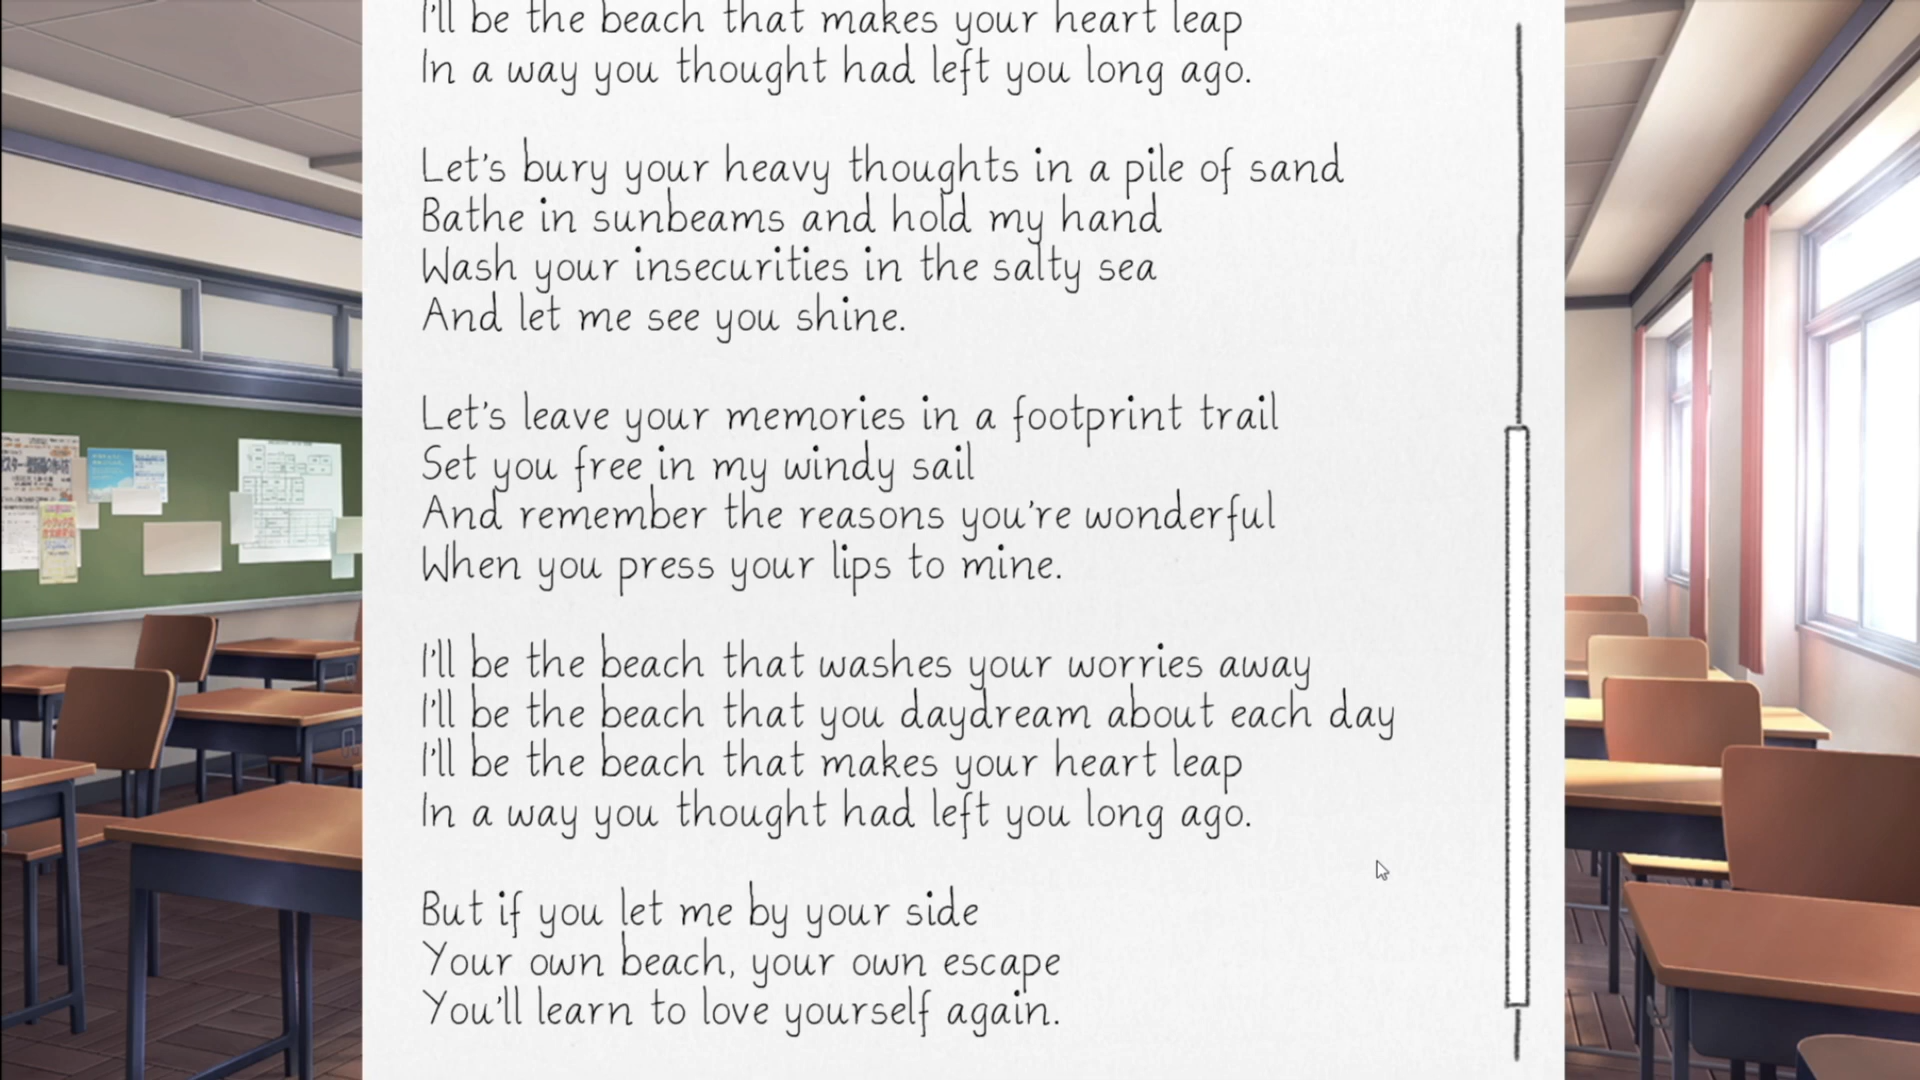 I'll be the beach that makes your heart leap
In a way you thought had left you long ago.
Let's bury your heavy thoughts in a pile of sand
Bathe in sunbeams and hold my hand
Wash your insecurities in the salty sea
And let me see you shine.
Let's leave your memories in a footprint trail
Set you free in my windy sail
And remember the reasons you're wonderful
When you press your lips to mine.
I'll be the beach that washes your worries away
I'll be the beach that you daydream about each day
I'll be the beach that makes your heart leap
In a way you thought had left you long ago.
But if you let me by your side
Your own beach, your own escape
You'll learn to love yourself again.